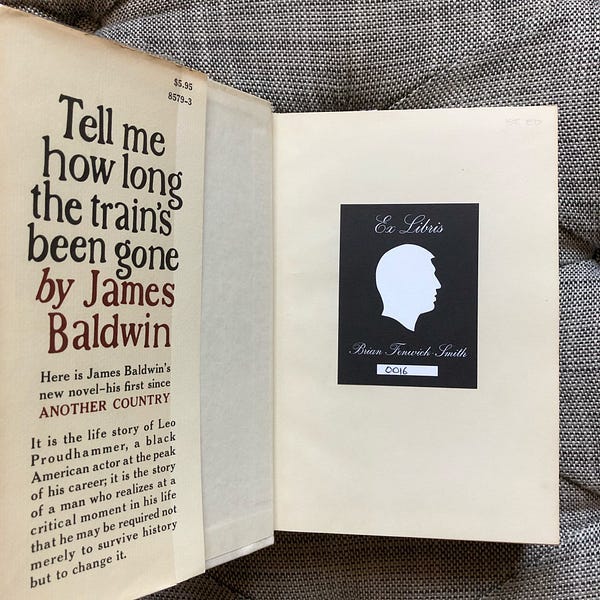 $5.95
8579-3
Tell me
how long
the train's
been gone
by James
Baldwin
Here is James Baldwin's
new novel–his first since
ANOTHER COUNTRY
It is the life story of Leo
Proudhammer, a black
American actor at the peak
of his career; it is the story
of a man who realizes at a
critical moment in his life
that he may be required not
merely to survive history
but to change it.
Ex Libris
Brian Fenwick-Smith
0016